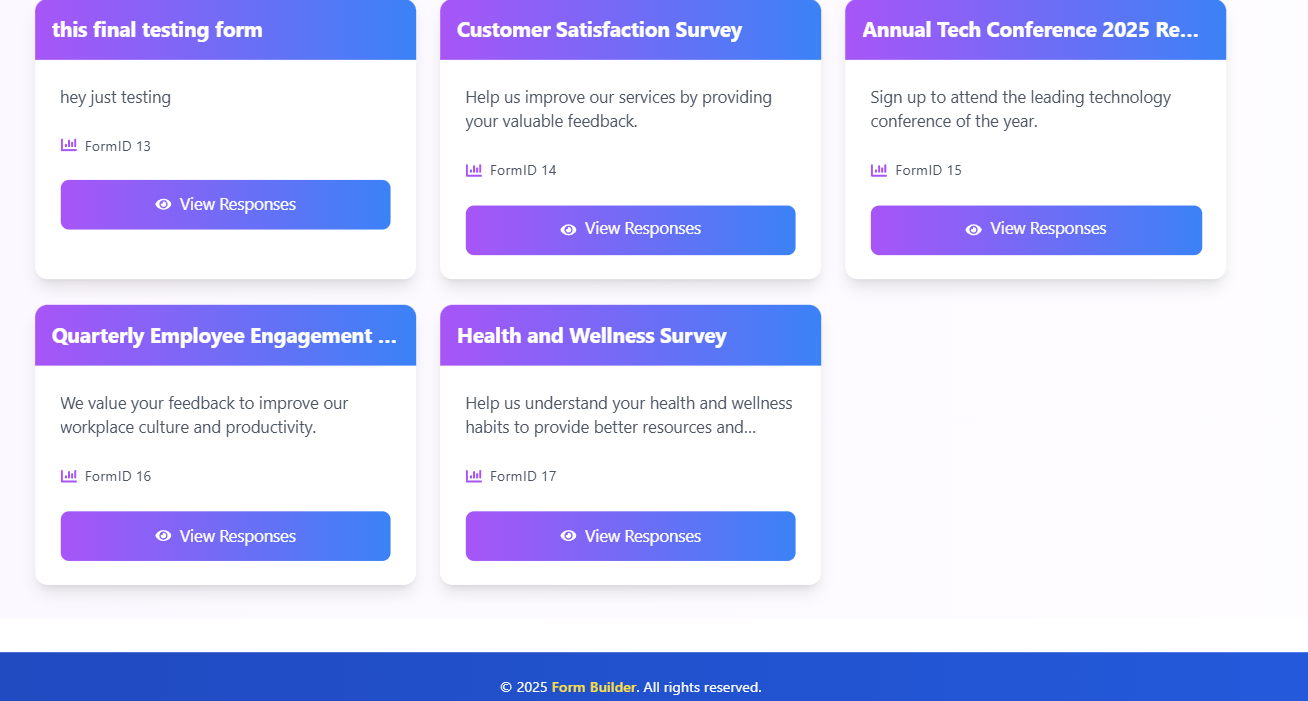 this final testing form
hey just testing
FormID 13
View Responses
Customer Satisfaction Survey
Help us improve our services by providing
your valuable feedback.
FormID 14
View Responses
Annual Tech Conference 2025 Re...
Sign up to attend the leading technology
conference of the year.
FormID 15
View Responses
Quarterly Employee Engagement ...
We value your feedback to improve our
workplace culture and productivity.
FormID 16
View Responses
Health and Wellness Survey
Help us understand your health and wellness
habits to provide better resources and...
FormID 17
View Responses
© 2025 Form Builder. All rights reserved.